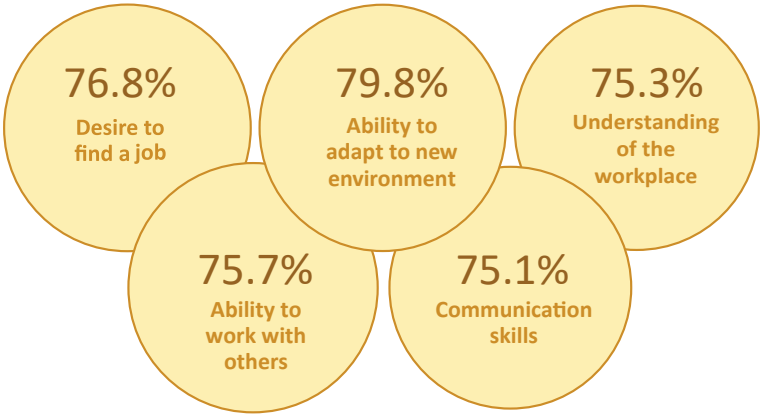 76.8%
Desire to
find a job
79.8%
Ability to
adapt to new
environment
75.3%
Understanding
of the
workplace
75.7%
Ability to
work with
others
75.1%
Communication
skills